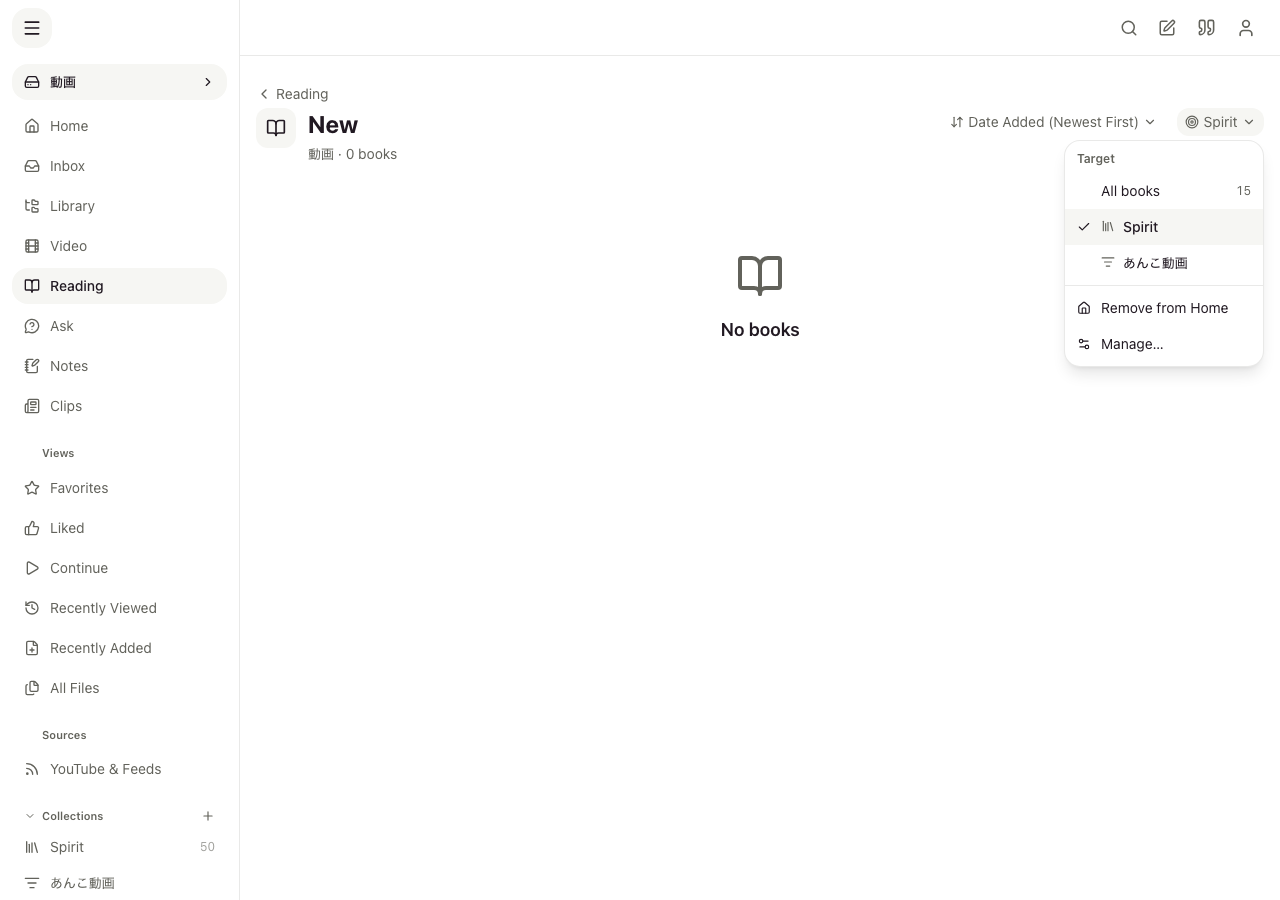 動画
Home
Inbox
Library
Video
Reading
Ask
Notes
Clips
Views
Favorites
Liked
Continue
Recently Viewed
Recently Added
All Files
Sources
YouTube & Feeds
Collections
Spirit 50
あんこ動画
Reading
New
動画 · 0 books
Date Added (Newest First)
Spirit
Target
All books 15
Spirit
あんこ動画
Remove from Home
Manage...
No books